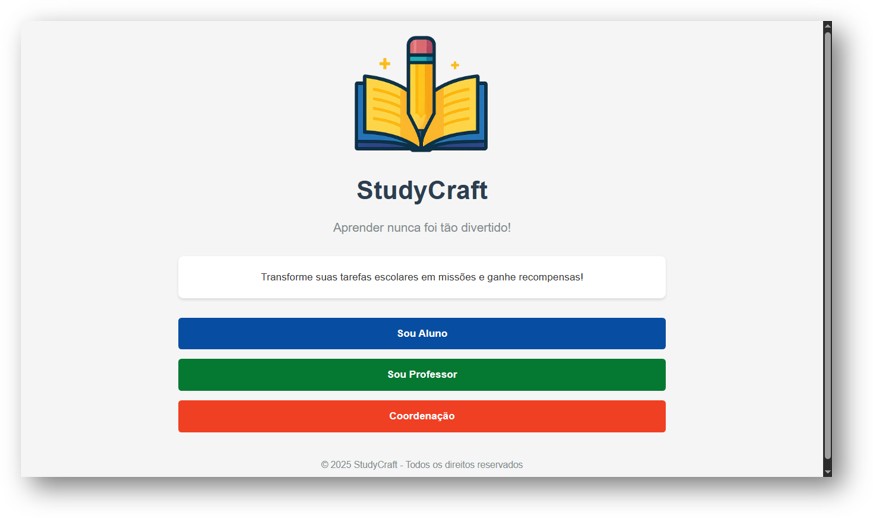 StudyCraft
Aprender nunca foi tão divertido!
Transforme suas tarefas escolares em missões e ganhe recompensas!
Sou Aluno
Sou Professor
Coordenação
© 2025 StudyCraft - Todos os direitos reservados